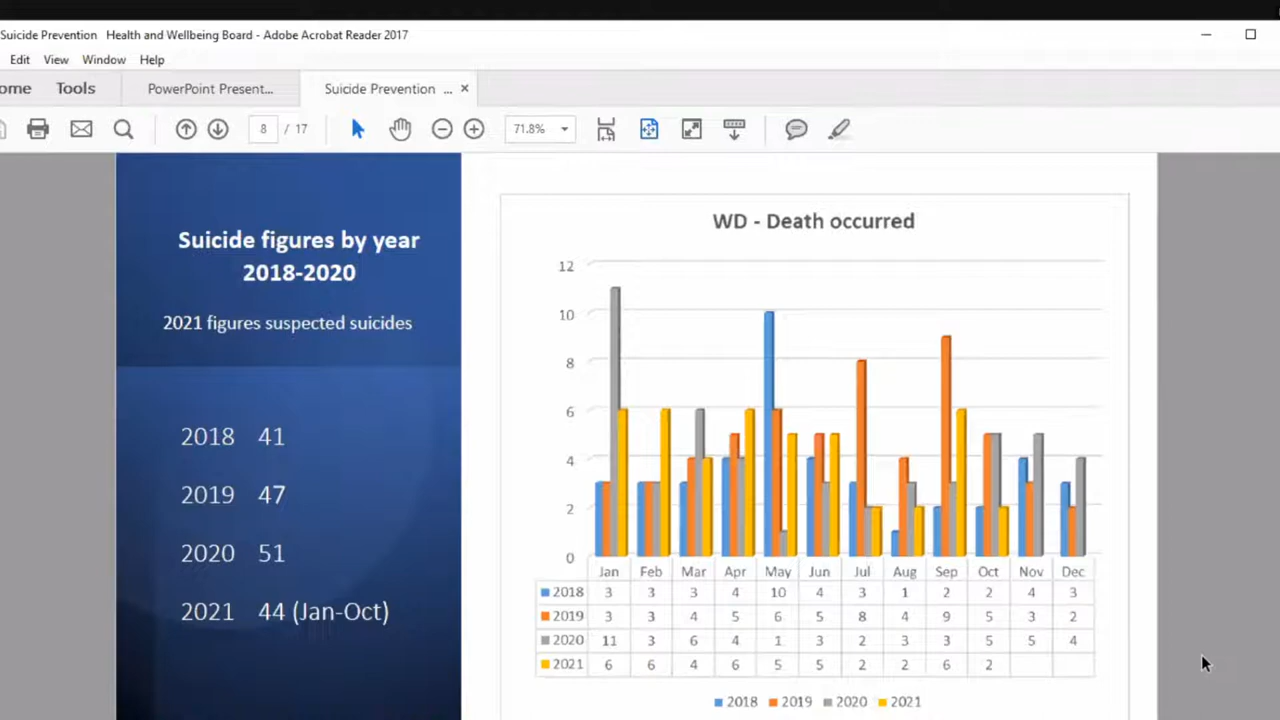 Suicide Prevention Health and Wellbeing Board - Adobe Acrobat Reader 2017
Edit View Window Help
ome Tools PowerPoint Present... Suicide Prevention ... ×
8 / 17 71.8%
Suicide figures by year
2018-2020
2021 figures suspected suicides
2018 41
2019 47
2020 51
2021 44 (Jan-Oct)
WD - Death occurred
12
10
8
6
4
2
0
Jan Feb Mar Apr May Jun Jul Aug Sep Oct Nov Dec
2018 3 3 3 4 10 4 3 1 2 2 4 3
2019 3 3 4 5 6 5 8 4 9 5 3 2
2020 11 3 6 4 1 3 2 3 3 5 5 4
2021 6 6 4 6 5 5 2 2 6 2
2018 2019 2020 2021